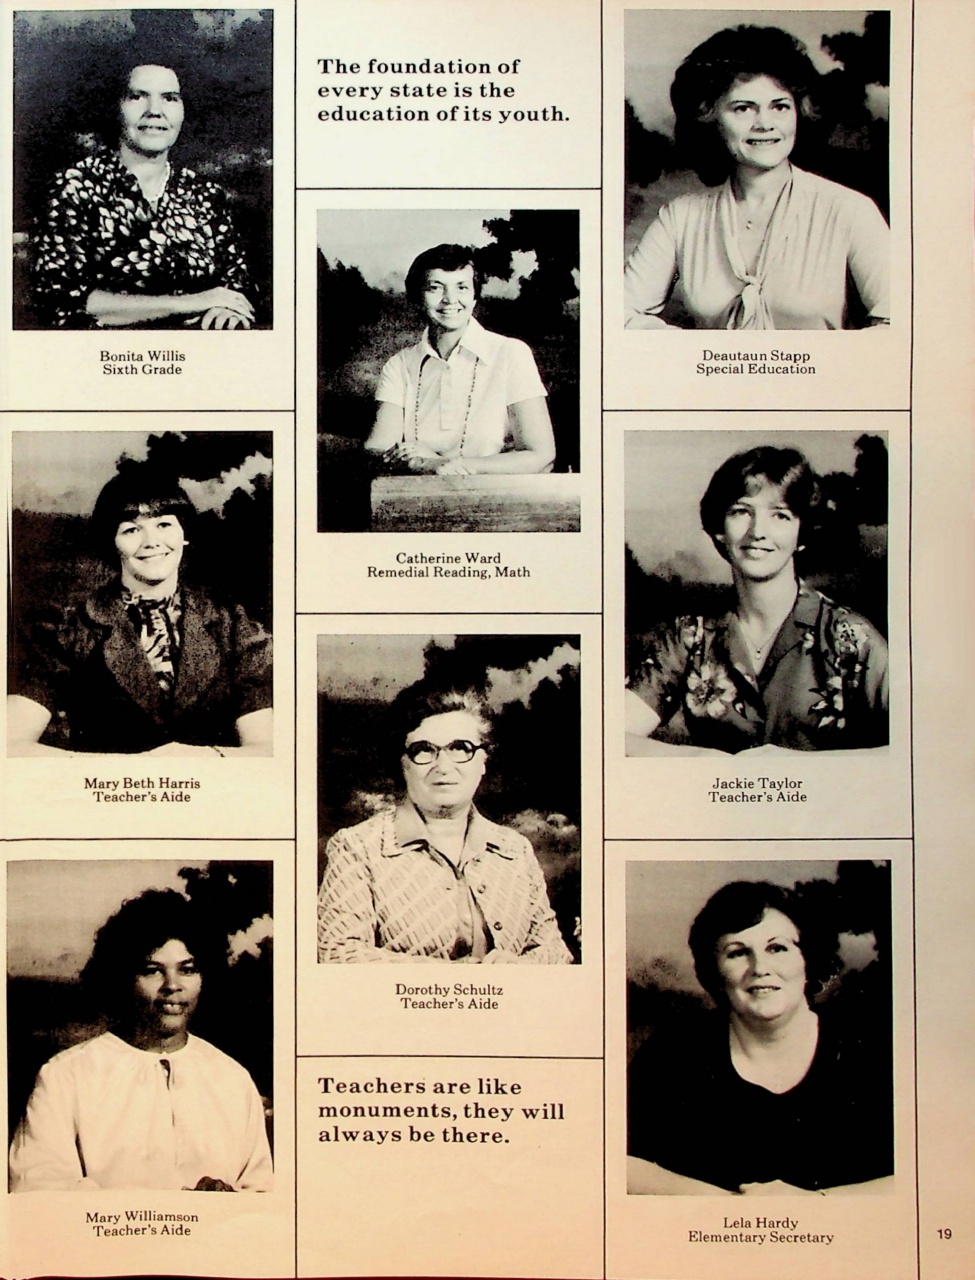 The foundation of
every state is the
education of its youth.
Bonita Willis
Sixth Grade
Deautaun Stapp
Special Education
Catherine Ward
Remedial Reading, Math
Mary Beth Harris
Teacher's Aide
Jackie Taylor
Teacher's Aide
Dorothy Schultz
Teacher's Aide
Teachers are like
monuments, they will
always be there.
Mary Williamson
Teacher's Aide
Lela Hardy
Elementary Secretary
19